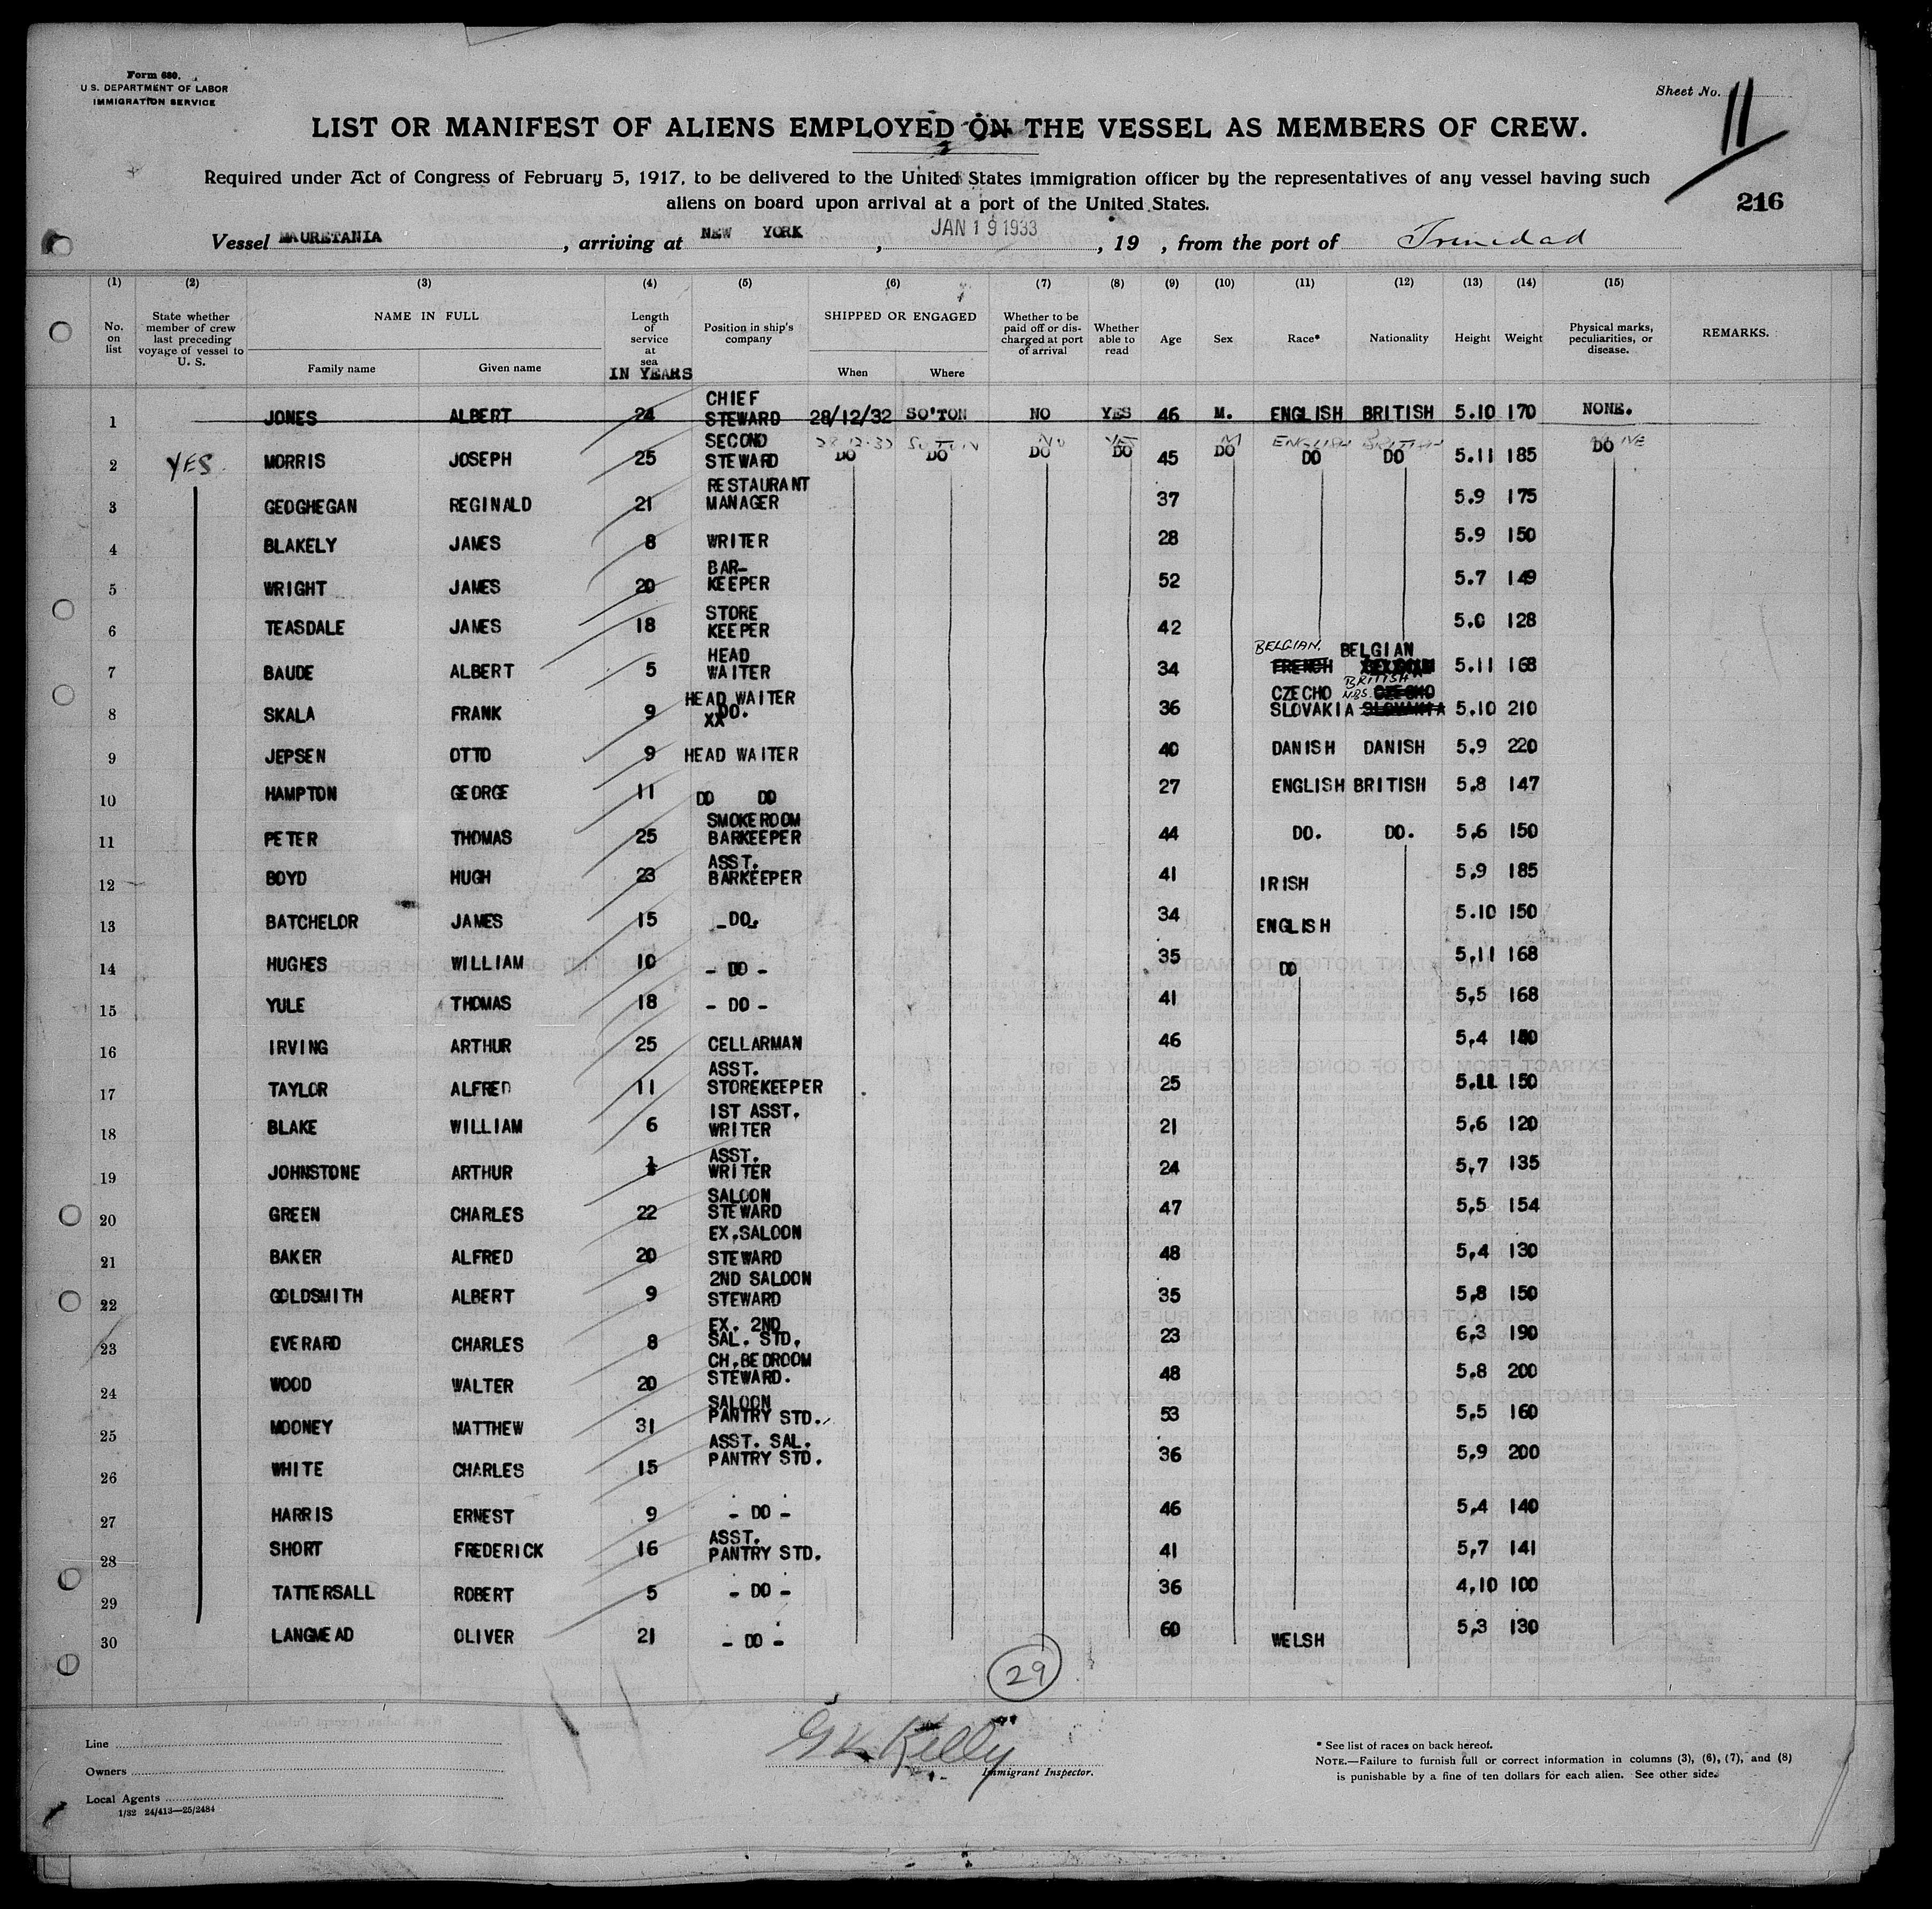 Form 680.
U.S. DEPARTMENT OF LABOR
IMMIGRATION SERVICE
Sheet No. 11
LIST OR MANIFEST OF ALIENS EMPLOYED ON THE VESSEL AS MEMBERS OF CREW.
Required under Act of Congress of February 5, 1917, to be delivered to the United States immigration officer by the representatives of any vessel having such
aliens on board upon arrival at a port of the United States.
216
Vessel MAURETANIA, arriving at NEW YORK, JAN 19 1933, 19 , from the port of Trinidad
(1) (2) (3) (4) (5) (6) (7) (8) (9) (10) (11) (12) (13) (14) (15)
No. on list
State whether member of crew last preceding voyage of vessel to U. S.
NAME IN FULL
Family name
Given name
Length of service at sea
IN YEARS
Position in ship's company
SHIPPED OR ENGAGED
When
Where
Whether to be paid off or discharged at port of arrival
Whether able to read
Age
Sex
Race*
Nationality
Height
Weight
Physical marks, peculiarities, or disease.
REMARKS.
1 JONES ALBERT 24 CHIEF STEWARD 28/12/32 SO'TON NO YES 46 M. ENGLISH BRITISH 5.10 170 NONE.
2 YES MORRIS JOSEPH 25 SECOND STEWARD DO DO DO DO 45 DO DO DO 5.11 185 DO
3 GEOGHEGAN REGINALD 21 RESTAURANT MANAGER 37 5.9 175
4 BLAKELY JAMES 8 WRITER 28 5.9 150
5 WRIGHT JAMES 20 BAR-KEEPER 52 5.7 149
6 TEASDALE JAMES 18 STORE KEEPER 42 5.0 128
7 BAUDE ALBERT 5 HEAD WAITER 34 BELGIAN. FRENCH BELGIAN 5.11 168
8 SKALA FRANK 9 HEAD WAITER XX DO. 36 CZECHO SLOVAKIA BRITISH N.B.S. CZECHO SLOVAKIA 5.10 210
9 JEPSEN OTTO 9 HEAD WAITER 40 DANISH DANISH 5,9 220
10 HAMPTON GEORGE 11 DO DO 27 ENGLISH BRITISH 5,8 147
11 PETER THOMAS 25 SMOKEROOM BARKEEPER 44 DO. DO. 5,6 150
12 BOYD HUGH 23 ASST. BARKEEPER 41 IRISH 5,9 185
13 BATCHELOR JAMES 15 -DO- 34 ENGLISH 5.10 150
14 HUGHES WILLIAM 10 - DO - 35 DO 5,11 168
15 YULE THOMAS 18 - DO - 41 5,5 168
16 IRVING ARTHUR 25 CELLARMAN 46 5,4
17 TAYLOR ALFRED 11 ASST. STOREKEEPER 25 5.11 150
18 BLAKE WILLIAM 6 1ST ASST. WRITER 21 5,6 120
19 JOHNSTONE ARTHUR ASST. WRITER 24 5,7 135
20 GREEN CHARLES 22 SALOON STEWARD 47 5,5 154
21 BAKER ALFRED 20 EX,SALOON STEWARD 48 5,4 130
22 GOLDSMITH ALBERT 9 2ND SALOON STEWARD 35 5,8 150
23 EVERARD CHARLES 8 EX. 2ND SAL. STD, 23 6,3 190
24 WOOD WALTER 20 CH,BEDROOM STEWARD. 48 5.8 200
25 MOONEY MATTHEW 31 SALOON PANTRY STD. 53 5,5 160
26 WHITE CHARLES 15 ASST. SAL. PANTRY STD. 36 5,9 200
27 HARRIS ERNEST 9 - DO - 46 5,4 140
28 SHORT FREDERICK 16 ASST. PANTRY STD. 41 5,7 141
29 TATTERSALL ROBERT 5 - DO - 36 4,10 100
30 LANGMEAD OLIVER 21 - DO - 60 WELSH 5,3 130
29
Line
Owners
Local Agents
1/32 24/413—25/2484
G K Kelly
Immigrant Inspector.
* See list of races on back hereof.
NOTE.—Failure to furnish full or correct information in columns (3), (6), (7), and (8)
is punishable by a fine of ten dollars for each alien. See other side.